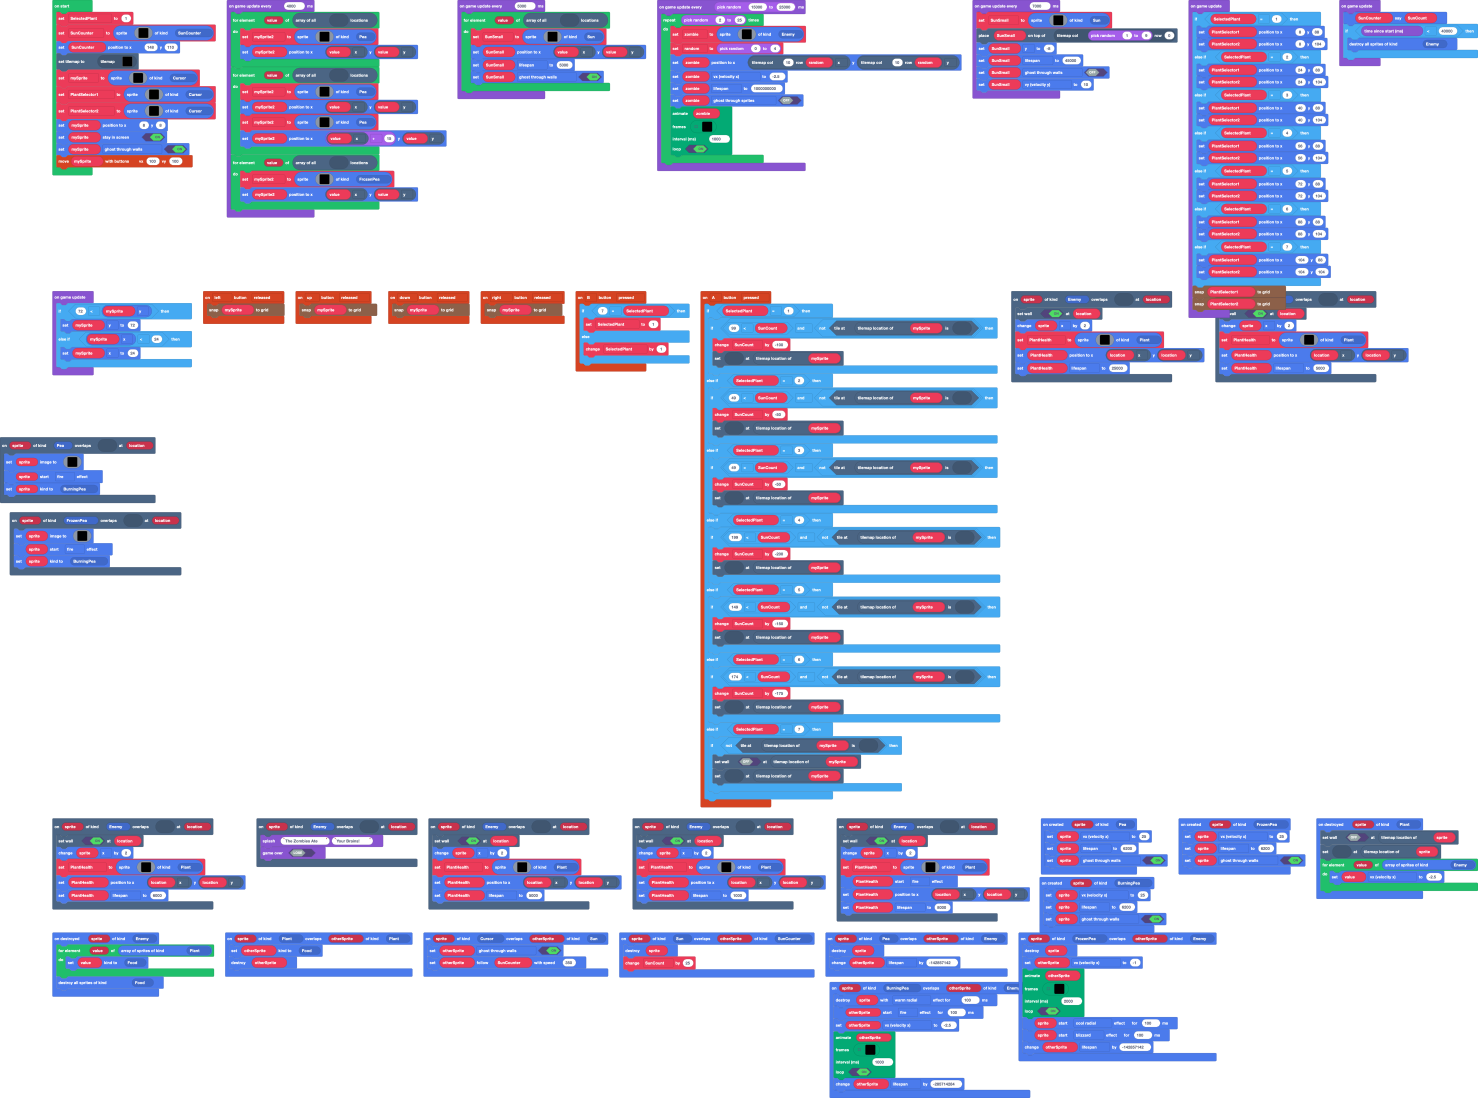 on start
set SelectedPlant to 1
set SunCounter to sprite of kind SunCounter
set SunCounter position to x 149 y 115
set tilemap to tilemap
set mySprite to sprite of kind Cursor
set PlantSelector1 to sprite of kind Cursor
set PlantSelector2 to sprite of kind Cursor
set mySprite position to x y
set mySprite stay in screen
set mySprite ghost through walls
move mySprite with buttons vx 100 vy 100
on game update every 4000 ms
for element value of array of all locations
do
set mySprite2 to sprite of kind Pea
set mySprite2 position to x value x y value y
for element value of array of all locations
do
set mySprite2 to sprite of kind Pea
set mySprite2 position to x value x y value y
set mySprite3 to sprite of kind Pea
set mySprite3 position to x value x + 10 y value y
for element value of array of all locations
do
set mySprite2 to sprite of kind FrozenPea
set mySprite2 position to x value x y value y
on game update every 5000 ms
for element value of array of all locations
do
set SunSmall to sprite of kind Sun
set SunSmall position to x value x y value y
set SunSmall lifespan to 5000
set SunSmall ghost through walls
on game update every pick random 15000 to 25000 ms
repeat pick random to 25 times
do
set zombie to sprite of kind Enemy
set random to pick random 0 to 4
set zombie position to x tilemap col 10 row random x y tilemap col 10 row random y
set zombie vx (velocity x) to -2.5
set zombie lifespan to 1000000000
set zombie ghost through sprites
animate zombie
frames
interval (ms) 1000
loop
on game update every 7000 ms
set SunSmall to sprite of kind Sun
place SunSmall on top of tilemap col pick random 1 to 9 row 0
set SunSmall y to
set SunSmall lifespan to 45000
set SunSmall ghost through walls
set SunSmall vy (velocity y) to 10
on game update
if SelectedPlant = 1 then
set PlantSelector1 position to x 8 y
set PlantSelector2 position to x 8 y 104
else if SelectedPlant = 2 then
set PlantSelector1 position to x 24 y
set PlantSelector2 position to x 24 y 104
else if SelectedPlant = 3 then
set PlantSelector1 position to x 40 y
set PlantSelector2 position to x 40 y 104
else if SelectedPlant = 4 then
set PlantSelector1 position to x 56 y
set PlantSelector2 position to x 56 y 104
else if SelectedPlant = 5 then
set PlantSelector1 position to x 72 y
set PlantSelector2 position to x 72 y 104
else if SelectedPlant = 6 then
set PlantSelector1 position to x 88 y
set PlantSelector2 position to x 88 y 104
else if SelectedPlant = 7 then
set PlantSelector1 position to x 104 y
set PlantSelector2 position to x 104 y 104
snap PlantSelector1 to grid
snap PlantSelector2 to grid
on game update
SunCounter say SunCount
if time since start (ms) < 45000 then
destroy all sprites of kind Enemy
on game update
if 12 < mySprite y then
set mySprite y to 12
else if mySprite x < 24 then
set mySprite x to 24
on left button released
snap mySprite to grid
on up button released
snap mySprite to grid
on down button released
snap mySprite to grid
on right button released
snap mySprite to grid
on B button pressed
if < SelectedPlant then
set SelectedPlant to 1
else
change SelectedPlant by 1
on A button pressed
if SelectedPlant = 1 then
if 99 < SunCount and not tile at tilemap location of mySprite is then
change SunCount by -100
set at tilemap location of mySprite
else if SelectedPlant = 2 then
if 49 < SunCount and not tile at tilemap location of mySprite is then
change SunCount by -50
set at tilemap location of mySprite
else if SelectedPlant = 3 then
if 49 < SunCount and not tile at tilemap location of mySprite is then
change SunCount by -50
set at tilemap location of mySprite
else if SelectedPlant = 4 then
if 199 < SunCount and not tile at tilemap location of mySprite is then
change SunCount by -200
set at tilemap location of mySprite
else if SelectedPlant = 5 then
if 149 < SunCount and not tile at tilemap location of mySprite is then
change SunCount by -150
set at tilemap location of mySprite
else if SelectedPlant = 6 then
if 174 < SunCount and not tile at tilemap location of mySprite is then
change SunCount by -175
set at tilemap location of mySprite
else if SelectedPlant = 7 then
if not tile at tilemap location of mySprite is then
set wall at tilemap location of mySprite
set at tilemap location of mySprite
on sprite of kind Enemy overlaps at location
set wall at location
change sprite x by 2
set PlantHealth to sprite of kind Plant
set PlantHealth position to x location x y location y
set PlantHealth lifespan to 25000
overlaps at location
wall at location
change sprite x by 2
set PlantHealth to sprite of kind Plant
set PlantHealth position to x location x y location y
set PlantHealth lifespan to 5000
on sprite of kind Pea overlaps at location
set sprite image to
sprite start fire effect
set sprite kind to BurningPea
on sprite of kind FrozenPea overlaps at location
set sprite image to
sprite start fire effect
set sprite kind to BurningPea
on sprite of kind Enemy overlaps at location
set wall at location
change sprite x by 2
set PlantHealth to sprite of kind Plant
set PlantHealth position to x location x y location y
set PlantHealth lifespan to 5000
on sprite of kind Enemy overlaps at location
splash The Zombies Ate Your Brains!
game over
on sprite of kind Enemy overlaps at location
set wall at location
change sprite x by 2
set PlantHealth to sprite of kind Plant
set PlantHealth position to x location x y location y
set PlantHealth lifespan to 5000
on sprite of kind Enemy overlaps at location
set wall at location
change sprite x by 2
set PlantHealth to sprite of kind Plant
set PlantHealth position to x location x y location y
set PlantHealth lifespan to 5000
on sprite of kind Enemy overlaps at location
set wall at location
change sprite x by 2
set PlantHealth to sprite of kind Plant
PlantHealth start fire effect
set PlantHealth position to x location x y location y
set PlantHealth lifespan to 5000
on created sprite of kind Pea
set sprite vx (velocity x) to 25
set sprite lifespan to
set sprite ghost through walls
on created sprite of kind FrozenPea
set sprite vx (velocity x) to 25
set sprite lifespan to
set sprite ghost through walls
on created sprite of kind BurningPea
set sprite vx (velocity x) to 25
set sprite lifespan to
set sprite ghost through walls
on destroyed sprite of kind Plant
set wall at tilemap location of sprite
set at tilemap location of sprite
for element value of array of sprites of kind Enemy
do set value vx (velocity x) to -2.5
on destroyed sprite of kind Enemy
for element value of array of sprites of kind Plant
do set value kind to Food
destroy all sprites of kind Food
on sprite of kind Plant overlaps otherSprite of kind Plant
set otherSprite kind to Food
destroy otherSprite
on sprite of kind Cursor overlaps otherSprite of kind Sun
set otherSprite ghost through walls
set otherSprite follow SunCounter with speed
on sprite of kind Sun overlaps otherSprite of kind SunCounter
destroy sprite
change SunCount by 25
on sprite of kind Pea overlaps otherSprite of kind Enemy
destroy sprite
change otherSprite lifespan by -142857142
on sprite of kind FrozenPea overlaps otherSprite of kind Enemy
destroy sprite
set otherSprite vx (velocity x) to -1
animate otherSprite
frames
interval (ms) 2000
loop
sprite start cool radial effect for 100 ms
sprite start blizzard effect for 100 ms
change otherSprite lifespan by -142857142
on sprite of kind BurningPea overlaps otherSprite of kind Enemy
destroy sprite with warm radial effect for 100 ms
otherSprite start fire effect for 100 ms
set otherSprite vx (velocity x) to -2.5
animate otherSprite
frames
interval (ms) 1000
loop
change otherSprite lifespan by -285714284